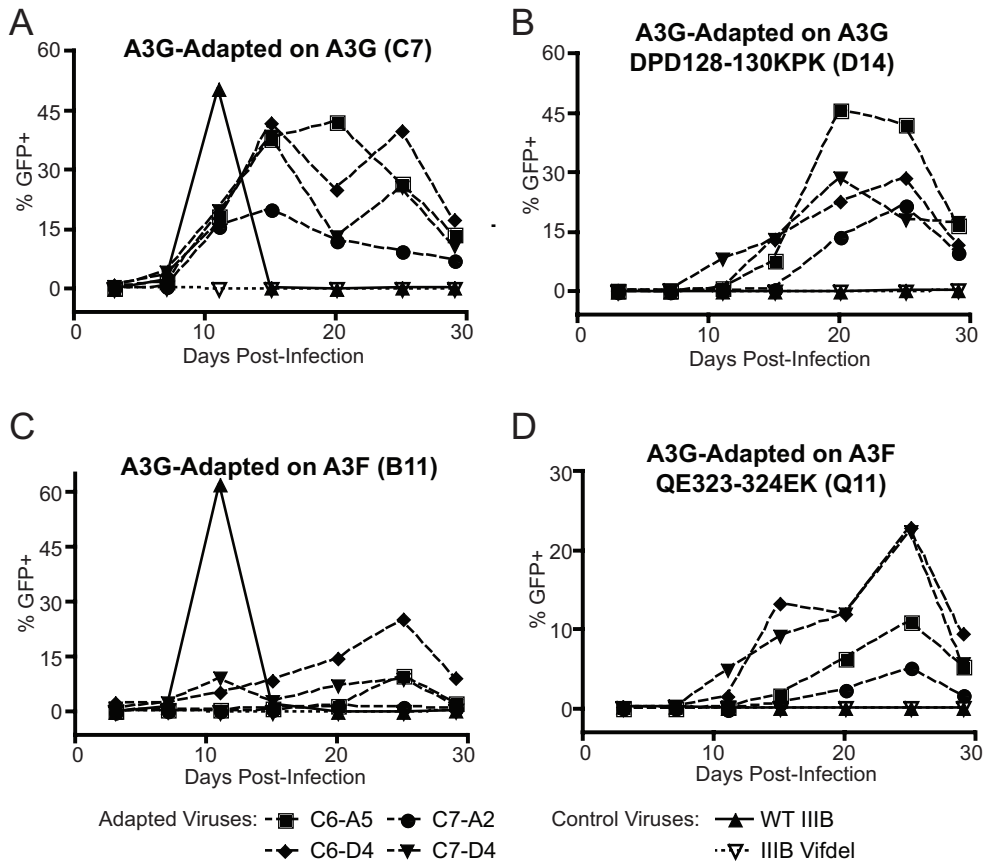 A
A3G-Adapted on A3G (C7)
% GFP+
60
45
30
15
0
0
10
20
30
Days Post-Infection
B
A3G-Adapted on A3G
DPD128-130KPK (D14)
% GFP+
60
45
30
15
0
0
10
20
30
Days Post-Infection
C
A3G-Adapted on A3F (B11)
% GFP+
60
45
30
15
0
0
10
20
30
Days Post-Infection
D
A3G-Adapted on A3F
QE323-324EK (Q11)
% GFP+
30
20
10
0
0
10
20
30
Days Post-Infection
Adapted Viruses: C6-A5 C7-A2 Control Viruses: WT IIIB
C6-D4 C7-D4 IIIB Vifdel